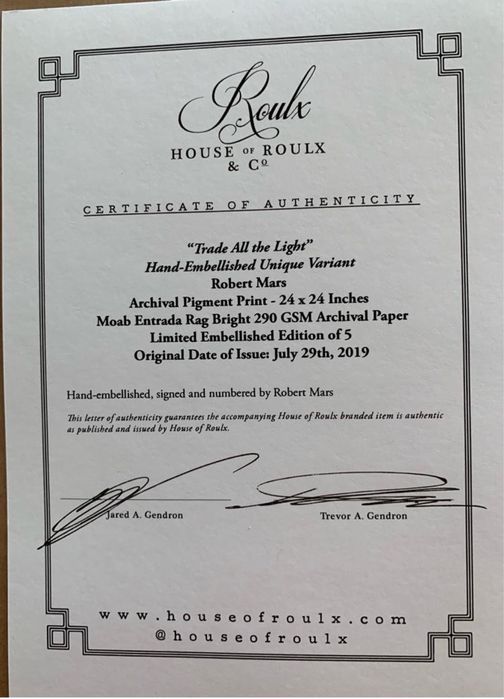 Roulx
HOUSE OF ROULX
& Cº
CERTIFICATE OF AUTHENTICITY
“Trade All the Light”
Hand-Embellished Unique Variant
Robert Mars
Archival Pigment Print - 24 x 24 Inches
Moab Entrada Rag Bright 290 GSM Archival Paper
Limited Embellished Edition of 5
Original Date of Issue: July 29th, 2019
Hand-embellished, signed and numbered by Robert Mars
This letter of authenticity guarantees the accompanying House of Roulx branded item is authentic
as published and issued by House of Roulx.
Jared A. Gendron
Trevor A. Gendron
www.houseofroulx.com
@houseofroulx